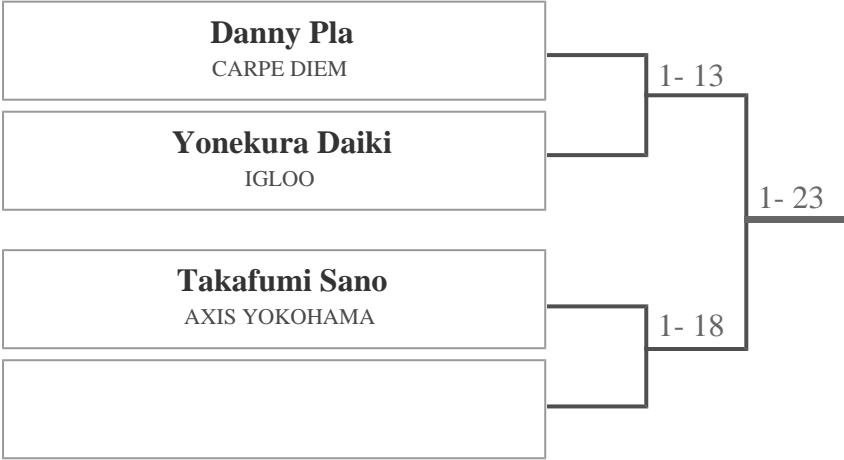 Danny Pla
CARPE DIEM
1- 13
Yonekura Daiki
IGLOO
1- 23
Takafumi Sano
AXIS YOKOHAMA
1- 18